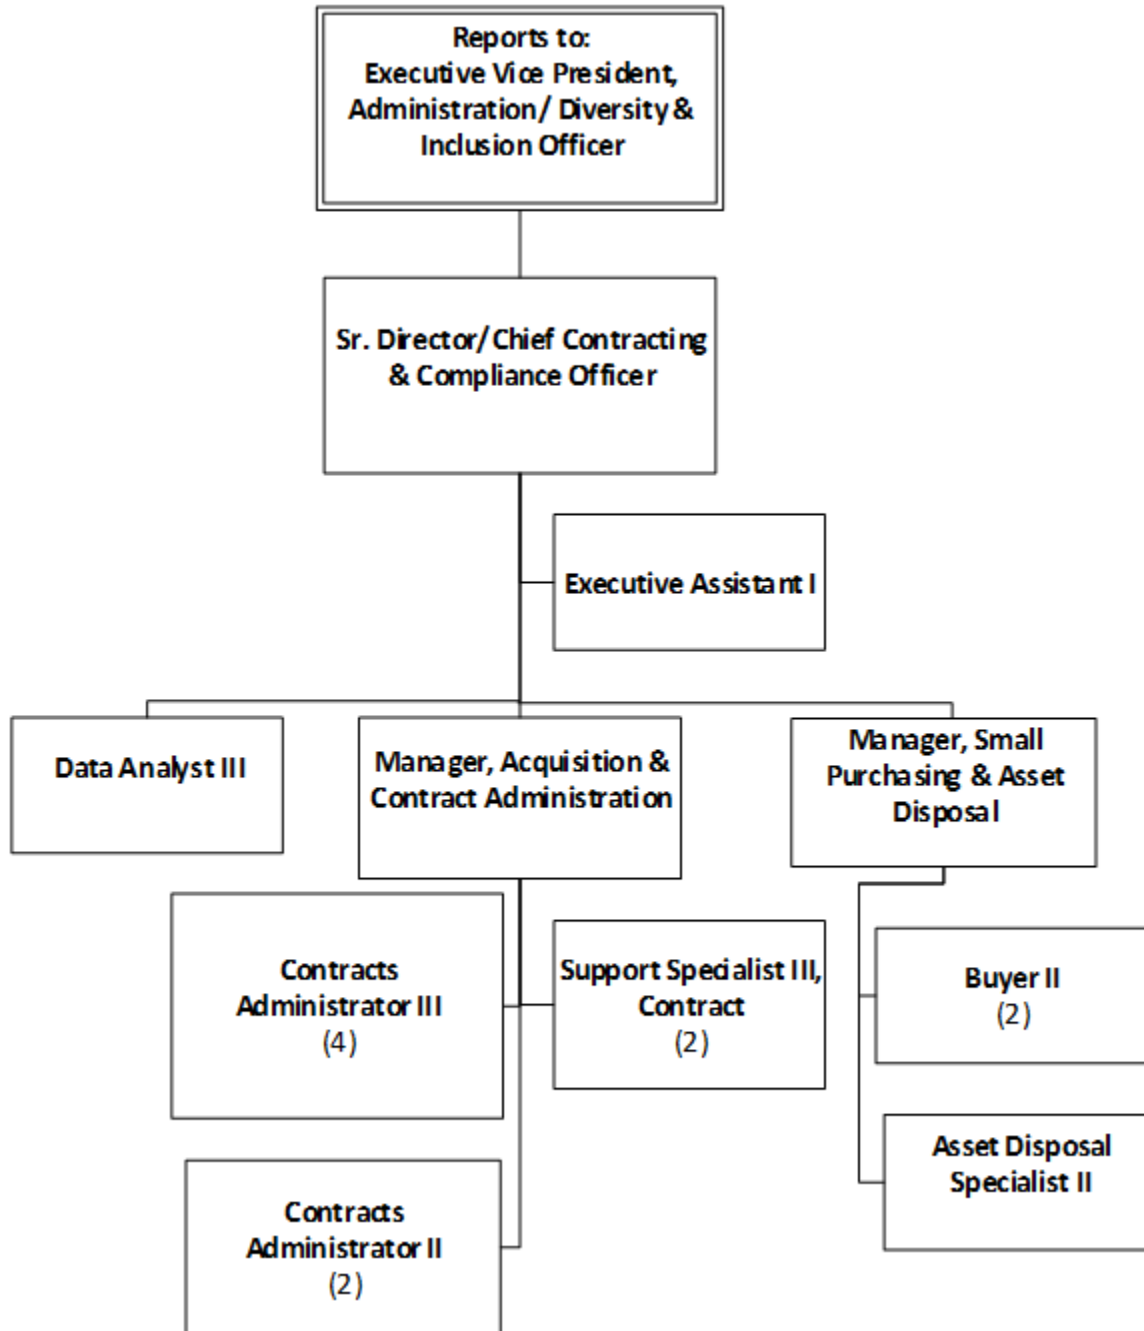 Reports to:
Executive Vice President,
Administration/ Diversity &
Inclusion Officer
Sr. Director/Chief Contracting
& Compliance Officer
Executive Assistant I
Data Analyst III
Manager, Acquisition &
Contract Administration
Manager, Small
Purchasing & Asset
Disposal
Contracts
Administrator III
(4)
Support Specialist III,
Contract
(2)
Buyer II
(2)
Asset Disposal
Specialist II
Contracts
Administrator II
(2)